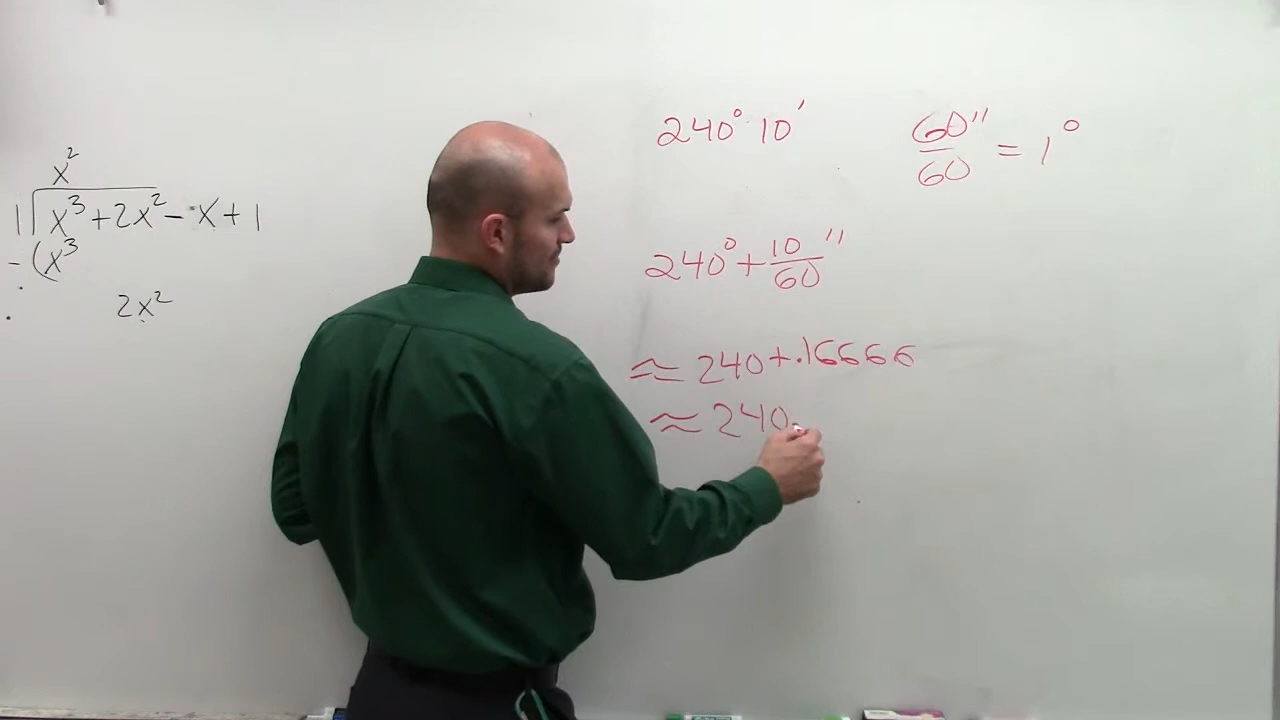 x²
1 x³+2x²-x+1
-(x³
2x²
240°10′
60″/60 = 1°
240°+10/60″
≈240+.16666
≈240.